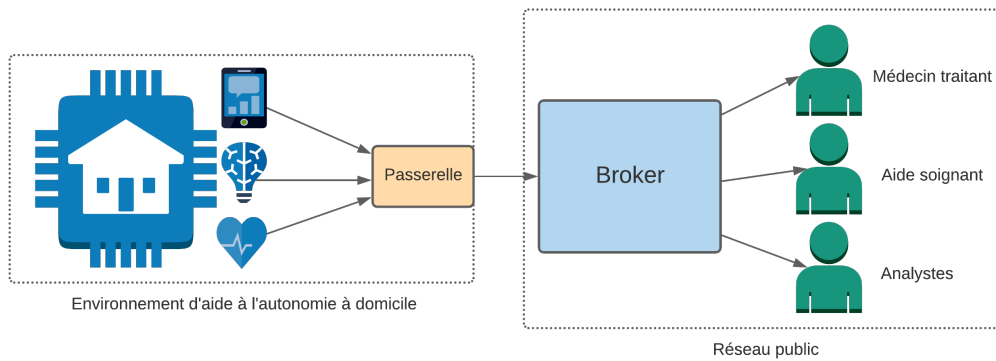 Passerelle
Environnement d'aide à l'autonomie à domicile
Broker
Médecin traitant
Aide soignant
Analystes
Réseau public